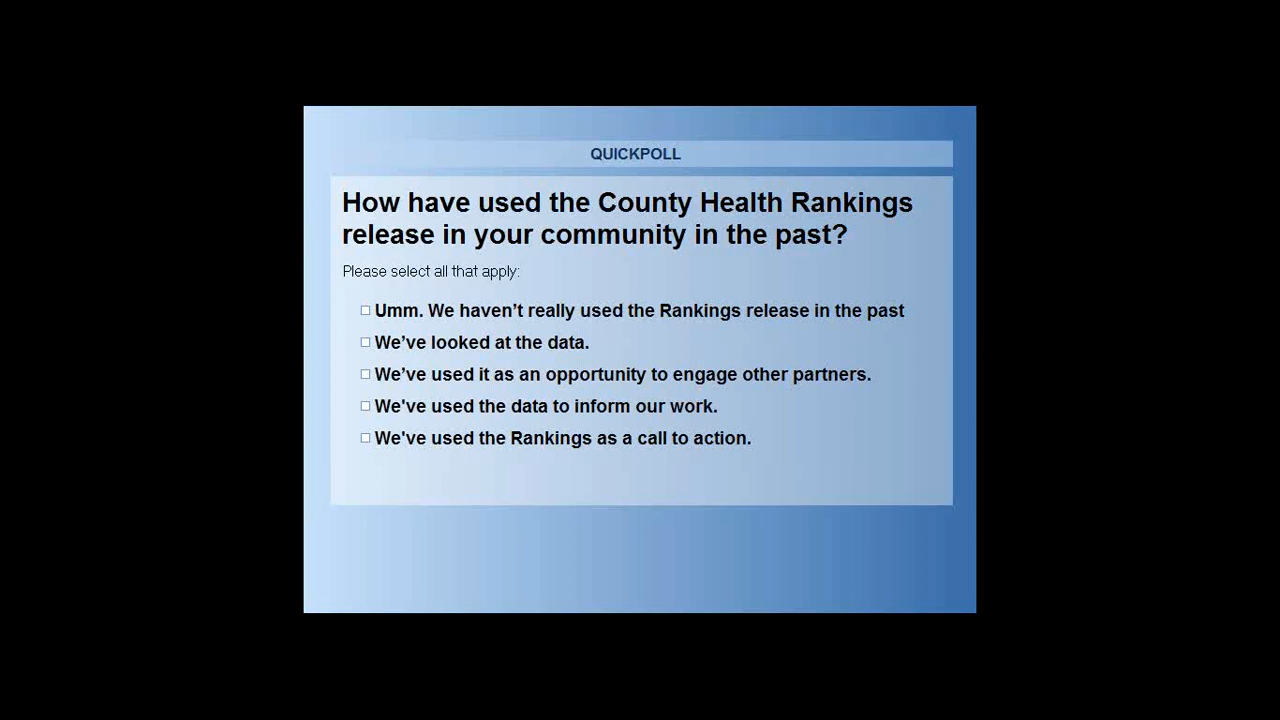 QUICKPOLL
How have used the County Health Rankings
release in your community in the past?
Please select all that apply:
Umm. We haven’t really used the Rankings release in the past
We’ve looked at the data.
We’ve used it as an opportunity to engage other partners.
We've used the data to inform our work.
We've used the Rankings as a call to action.